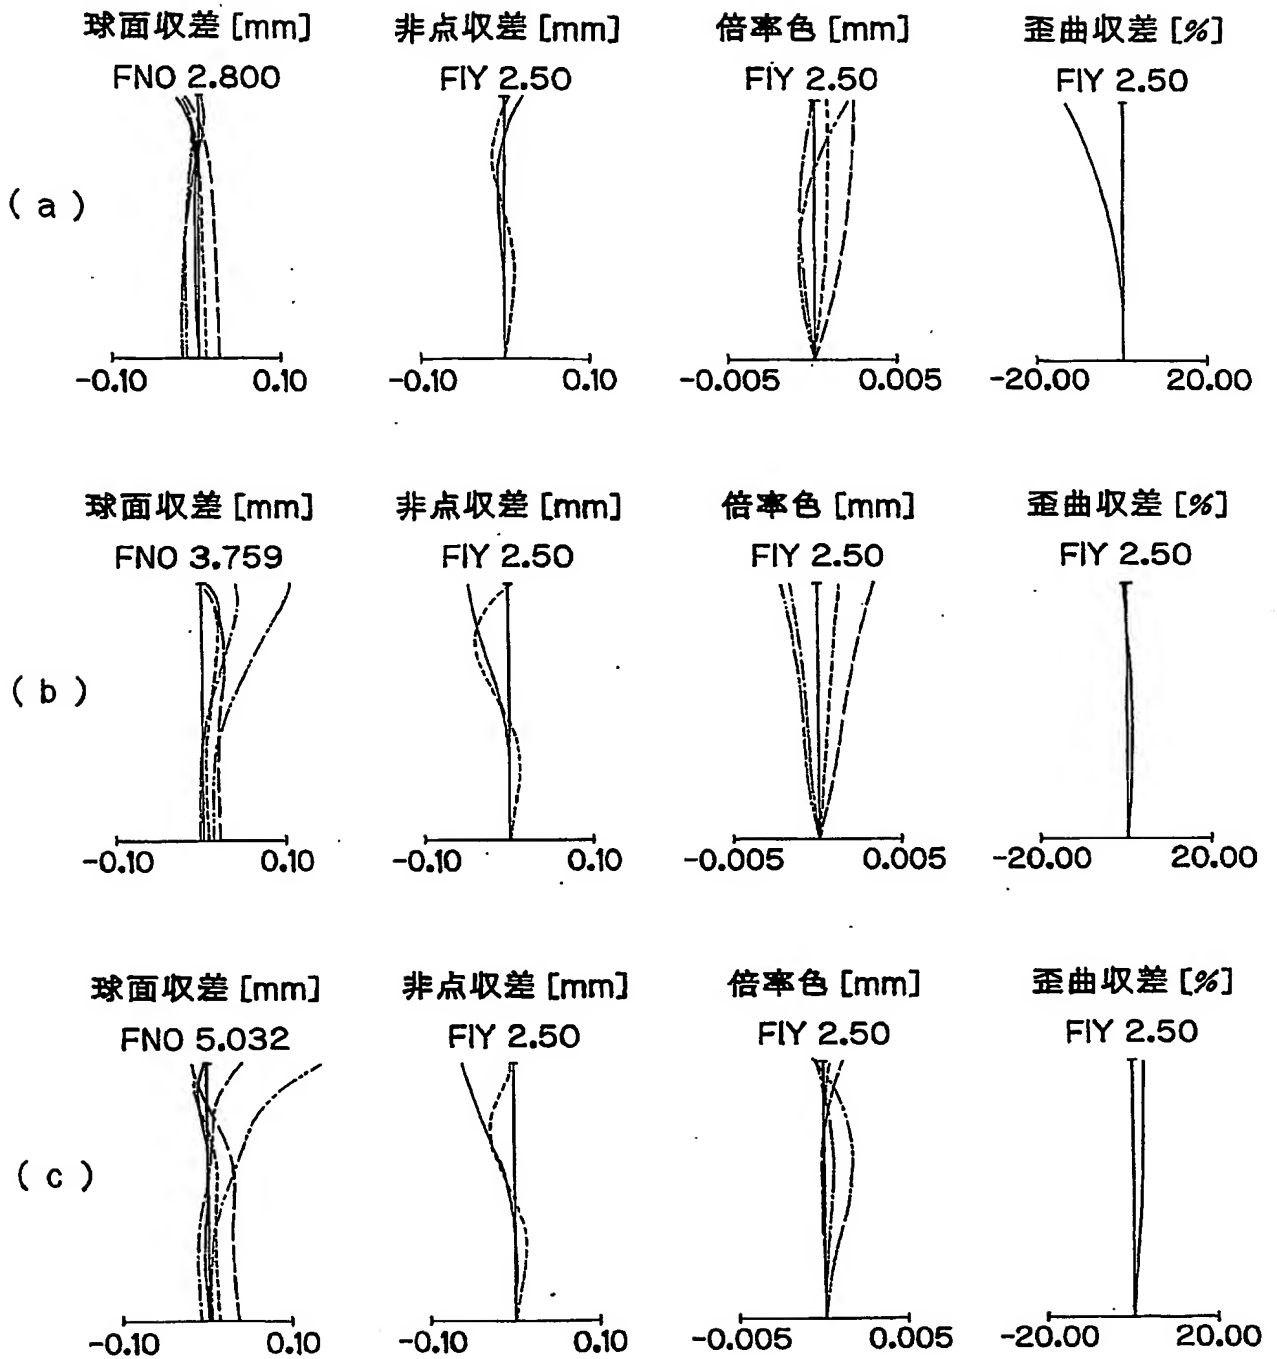 球面収差 [mm] 非点収差 [mm] 倍率色 [mm] 歪曲収差 [%]
FNO 2.800 FIY 2.50 FIY 2.50 FIY 2.50
(a)
-0.10 0.10 -0.10 0.10 -0.005 0.005 -20.00 20.00
球面収差 [mm] 非点収差 [mm] 倍率色 [mm] 歪曲収差 [%]
FNO 3.759 FIY 2.50 FIY 2.50 FIY 2.50
(b)
-0.10 0.10 -0.10 0.10 -0.005 0.005 -20.00 20.00
球面収差 [mm] 非点収差 [mm] 倍率色 [mm] 歪曲収差 [%]
FNO 5.032 FIY 2.50 FIY 2.50 FIY 2.50
(c)
-0.10 0.10 -0.10 0.10 -0.005 0.005 -20.00 20.00